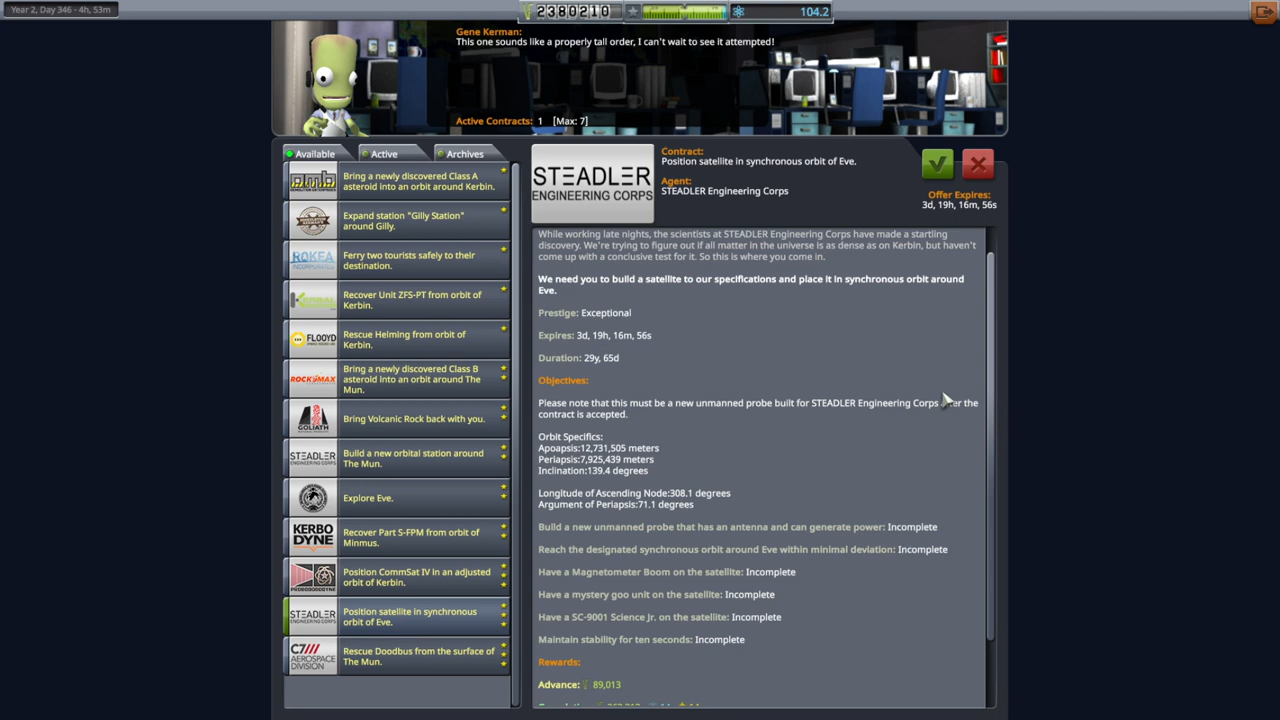 Year 2, Day 346 - 4h, 53m
2380210
104.2
Gene Kerman:
This one sounds like a properly tall order, I can't wait to see it attempted!
Active Contracts: 1 [Max: 7]
Available
Active
Archives
Bring a newly discovered Class A
asteroid into an orbit around Kerbin.
Expand station "Gilly Station"
around Gilly.
ROKEA
Ferry two tourists safely to their
destination.
Recover Unit ZFS-PT from orbit of
Kerbin.
FLOOYD
Rescue Helming from orbit of
Kerbin.
ROCKOMAX
Bring a newly discovered Class B
asteroid into an orbit around The
Mun.
GOLIATH
Bring Volcanic Rock back with you.
STEADLER
ENGINEERING CORPS
Build a new orbital station around
The Mun.
Explore Eve.
KERBO
DYNE
Recover Part S-FPM from orbit of
Minmus.
PROBODOBODYNE
Position CommSat IV in an adjusted
orbit of Kerbin.
STEADLER
ENGINEERING CORPS
Position satellite in synchronous
orbit of Eve.
C7///
AEROSPACE
DIVISION
Rescue Doodbus from the surface of
The Mun.
STEADLER
ENGINEERING CORPS
Contract:
Position satellite in synchronous orbit of Eve.
Agent:
STEADLER Engineering Corps
Offer Expires:
3d, 19h, 16m, 56s
While working late nights, the scientists at STEADLER Engineering Corps have made a startling
discovery. We're trying to figure out if all matter in the universe is as dense as on Kerbin, but haven't
come up with a conclusive test for it. So this is where you come in.
We need you to build a satellite to our specifications and place it in synchronous orbit around
Eve.
Prestige: Exceptional
Expires: 3d, 19h, 16m, 56s
Duration: 29y, 65d
Objectives:
Please note that this must be a new unmanned probe built for STEADLER Engineering Corps the
contract is accepted.
Orbit Specifics:
Apoapsis:12,731,505 meters
Periapsis:7,925,439 meters
Inclination:139.4 degrees
Longitude of Ascending Node:308.1 degrees
Argument of Periapsis:71.1 degrees
Build a new unmanned probe that has an antenna and can generate power: Incomplete
Reach the designated synchronous orbit around Eve within minimal deviation: Incomplete
Have a Magnetometer Boom on the satellite: Incomplete
Have a mystery goo unit on the satellite: Incomplete
Have a SC-9001 Science Jr. on the satellite: Incomplete
Maintain stability for ten seconds: Incomplete
Rewards:
Advance: 89,013